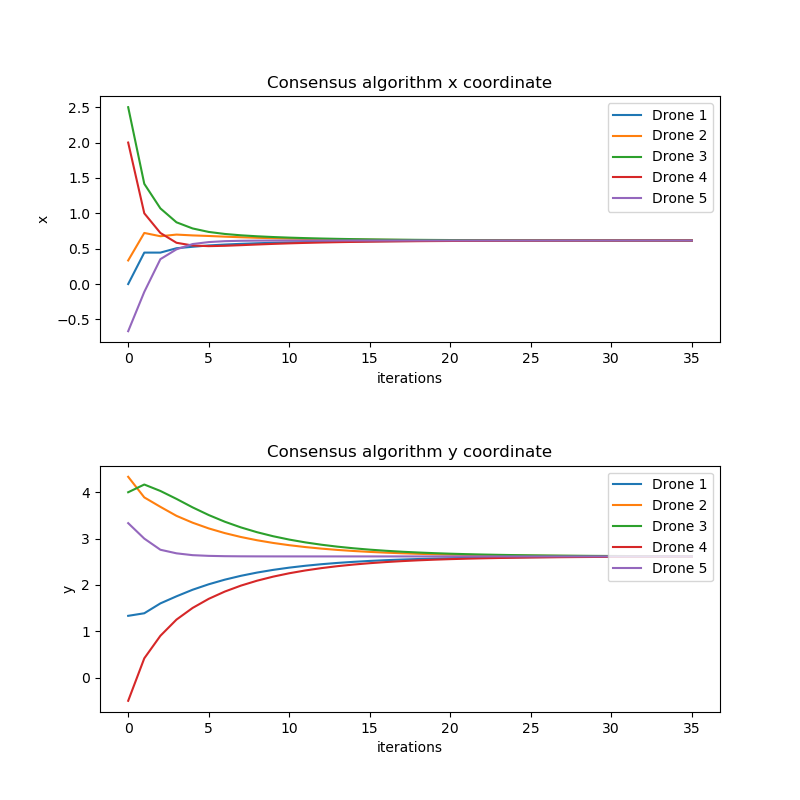 Consensus algorithm x coordinate
x
2.5
2.0
1.5
1.0
0.5
0.0
−0.5
Drone 1
Drone 2
Drone 3
Drone 4
Drone 5
0 5 10 15 20 25 30 35
iterations
Consensus algorithm y coordinate
y
4
3
2
1
0
Drone 1
Drone 2
Drone 3
Drone 4
Drone 5
0 5 10 15 20 25 30 35
iterations